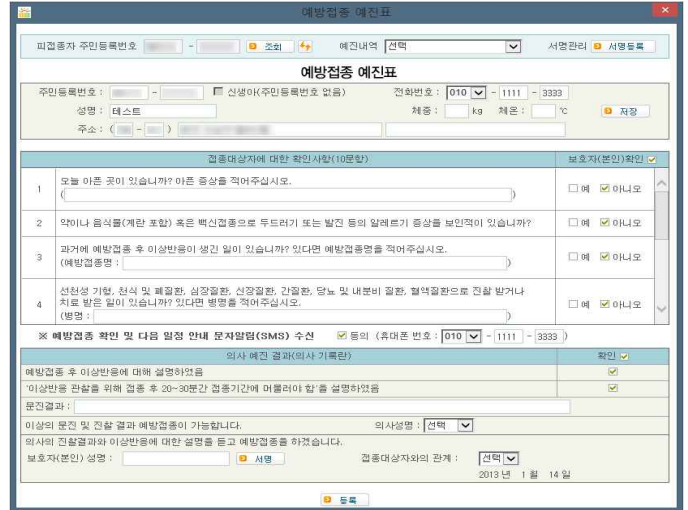 예방접종 예진표
피접종자 주민등록번호 - 조회 예진내역 선택 서명관리 서명등록
예방접종 예진표
주민등록번호 : - 신생아(주민등록번호 없음) 전화번호 : 010 - 1111 - 3333
성명 : 테스트 체중 : kg 체온 : ℃ 저장
주소 : ( - )
접종대상자에 대한 확인사항(10문항) 보호자(본인)확인
1 오늘 아픈 곳이 있습니까? 아픈 증상을 적어주십시오. 예 아니오
( )
2 약이나 음식물(계란 포함) 혹은 백신접종으로 두드러기 또는 발진 등의 알레르기 증상을 보인적이 있습니까? 예 아니오
3 과거에 예방접종 후 이상반응이 생긴 일이 있습니까? 있다면 예방접종명을 적어주십시오. 예 아니오
(예방접종명 : )
4 선천성 기형, 천식 및 폐질환, 심장질환, 신장질환, 간질환, 당뇨 및 내분비 질환, 혈액질환으로 진찰 받거나
치료 받은 일이 있습니까? 있다면 병명을 적어주십시오. 예 아니오
(병명 : )
※ 예방접종 확인 및 다음 일정 안내 문자알림(SMS) 수신 동의 (휴대폰 번호 : 010 - 1111 - 3333 )
의사 예진 결과(의사 기록란) 확인
예방접종 후 이상반응에 대해 설명하였음
'이상반응 관찰을 위해 접종 후 20~30분간 접종기관에 머물러야 함'을 설명하였음
문진결과 :
이상의 문진 및 진찰 결과 예방접종이 가능합니다. 의사성명 : 선택
의사의 진찰결과와 이상반응에 대한 설명을 듣고 예방접종을 하겠습니다.
보호자(본인) 성명 : 서명 접종대상자와의 관계 : 선택
2013 년 1 월 14 일
등록